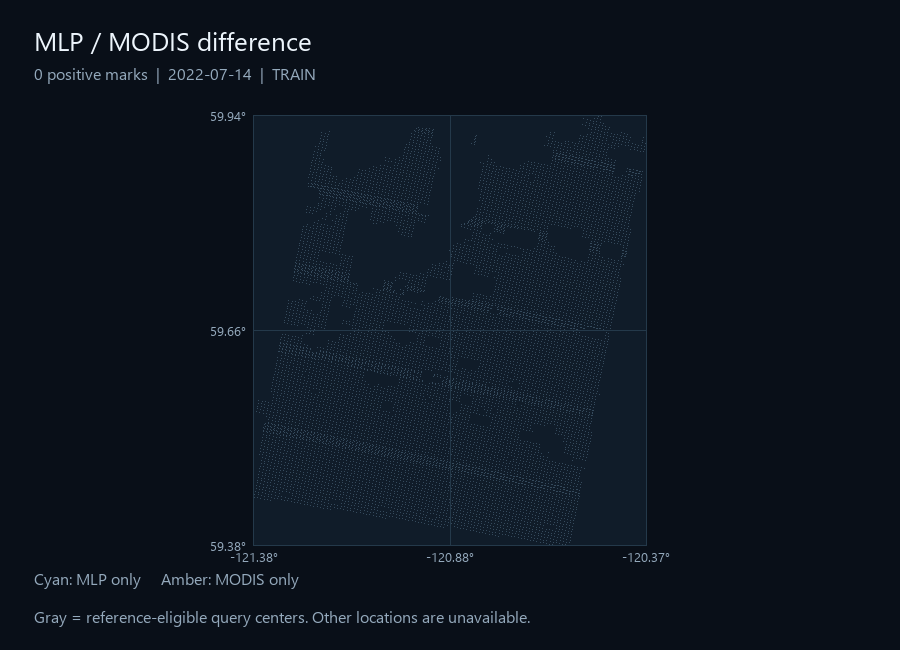 MLP / MODIS difference
0 positive marks | 2022-07-14 | TRAIN
59.94°
59.66°
59.38°
-121.38° -120.88° -120.37°
Cyan: MLP only Amber: MODIS only
Gray = reference-eligible query centers. Other locations are unavailable.